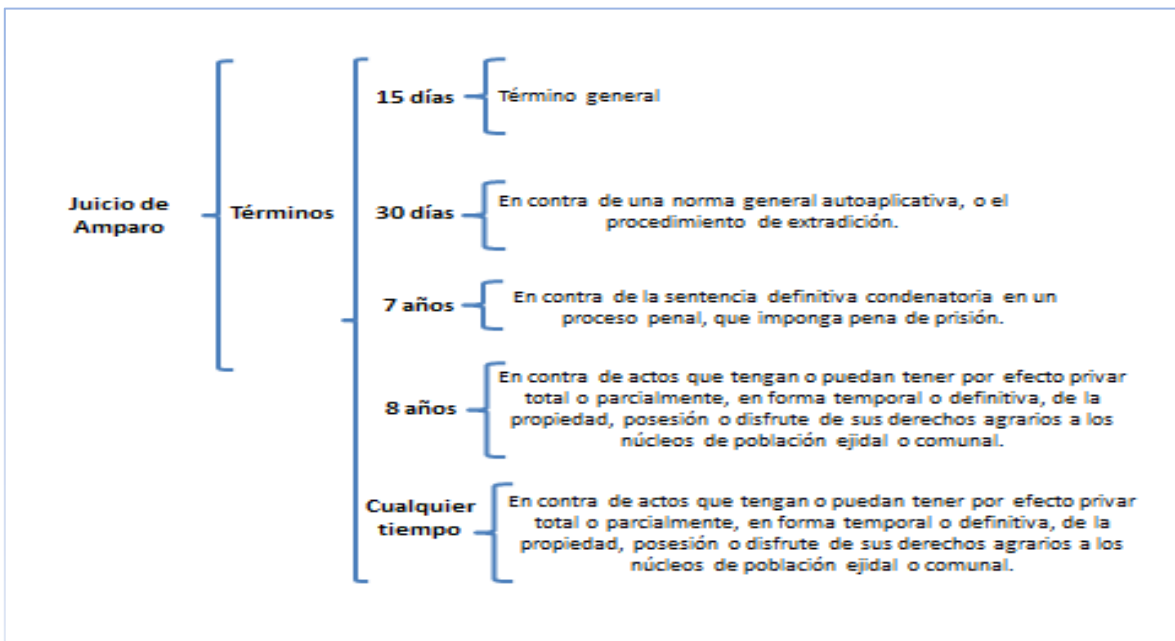 Juicio de
Amparo
Términos
15 días
Término general
30 días
En contra de una norma general autoaplicativa, o el
procedimiento de extradición.
7 años
En contra de la sentencia definitiva condenatoria en un
proceso penal, que imponga pena de prisión.
8 años
En contra de actos que tengan o puedan tener por efecto privar
total o parcialmente, en forma temporal o definitiva, de la
propiedad, posesión o disfrute de sus derechos agrarios a los
núcleos de población ejidal o comunal.
Cualquier
tiempo
En contra de actos que tengan o puedan tener por efecto privar
total o parcialmente, en forma temporal o definitiva, de la
propiedad, posesión o disfrute de sus derechos agrarios a los
núcleos de población ejidal o comunal.